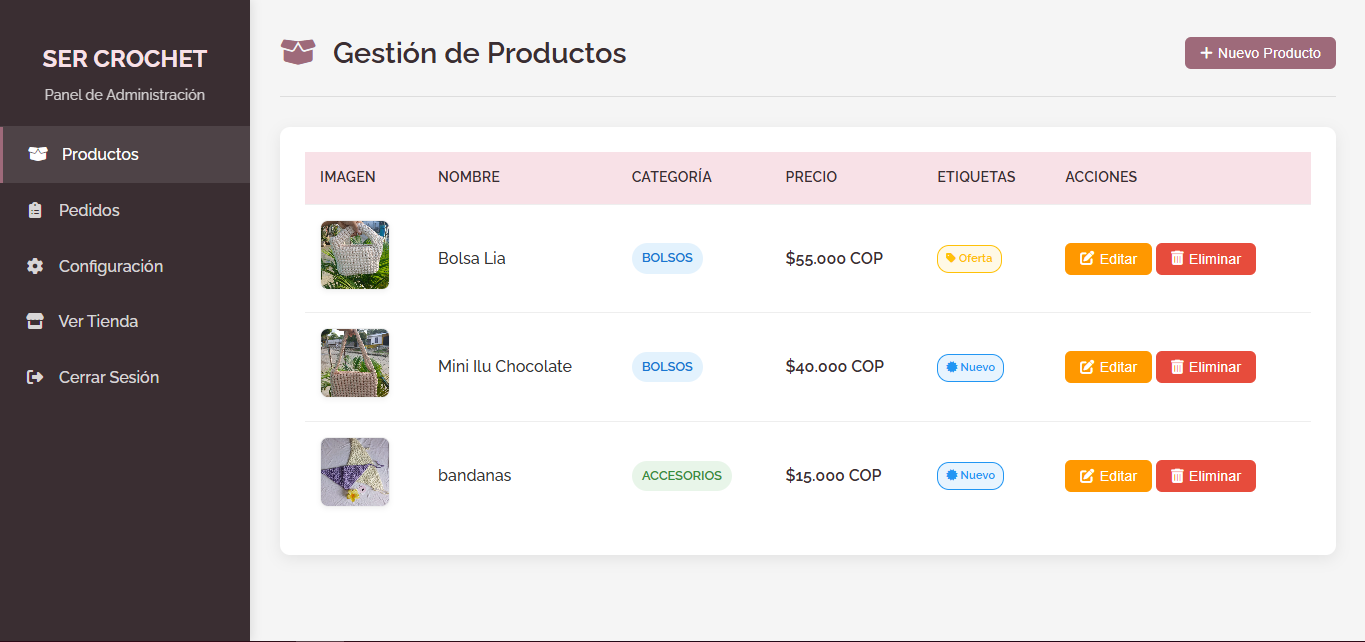 SER CROCHET
Panel de Administración
Productos
Pedidos
Configuración
Ver Tienda
Cerrar Sesión
Gestión de Productos
Nuevo Producto
IMAGEN NOMBRE CATEGORÍA PRECIO ETIQUETAS ACCIONES
Bolsa Lia BOLSOS $55.000 COP Oferta Editar Eliminar
Mini Ilu Chocolate BOLSOS $40.000 COP Nuevo Editar Eliminar
bandanas ACCESORIOS $15.000 COP Nuevo Editar Eliminar